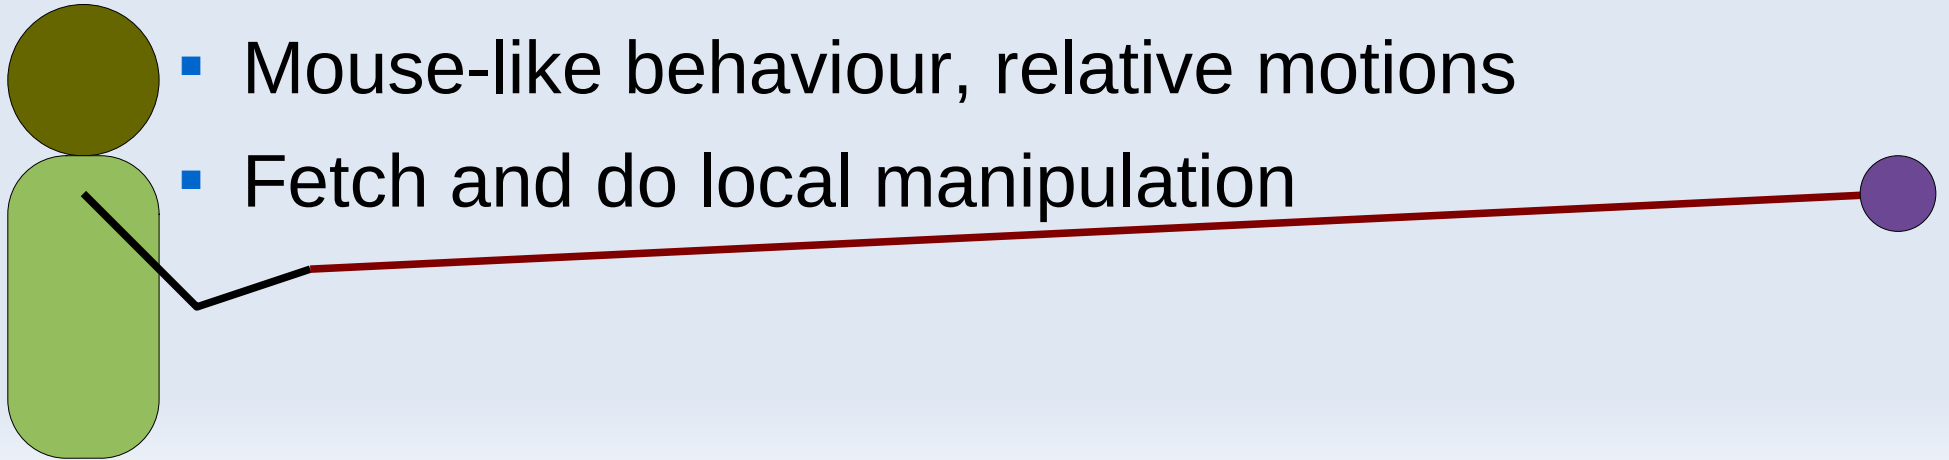 ▪ Mouse-like behaviour, relative motions
▪ Fetch and do local manipulation